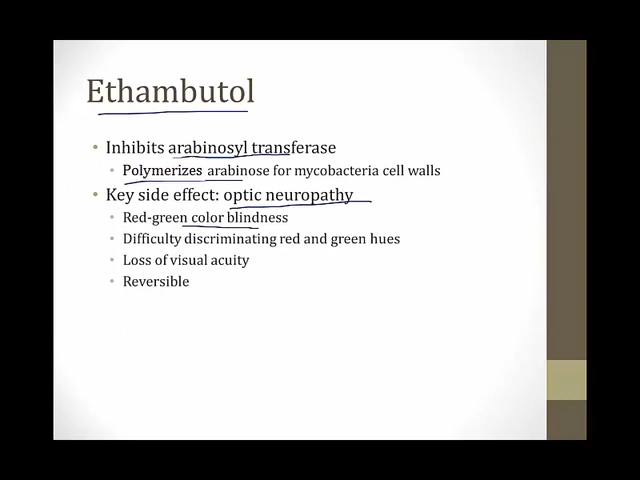 Ethambutol
• Inhibits arabinosyl transferase
• Polymerizes arabinose for mycobacteria cell walls
• Key side effect: optic neuropathy
• Red-green color blindness
• Difficulty discriminating red and green hues
• Loss of visual acuity
• Reversible